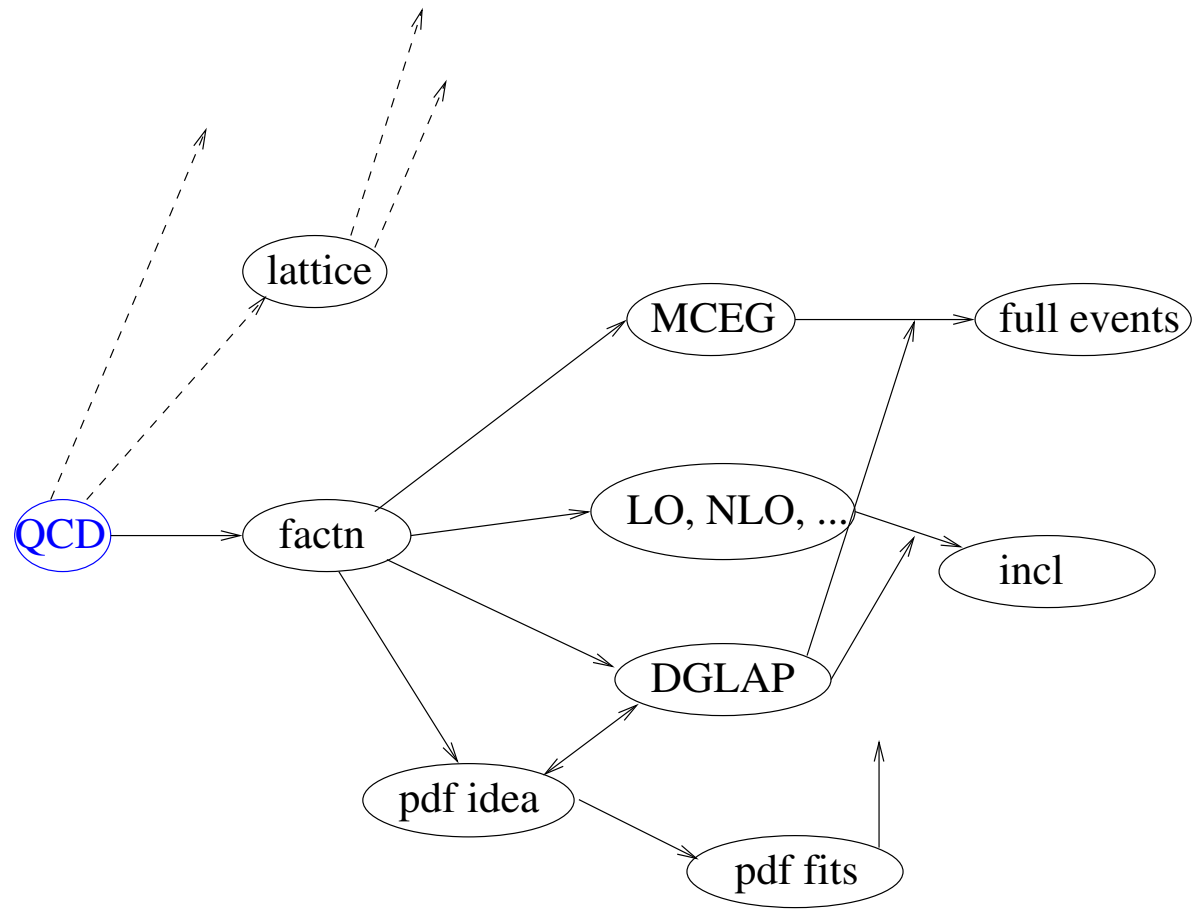 lattice
MCEG
full events
QCD
factn
LO, NLO, ...
incl
DGLAP
pdf idea
pdf fits